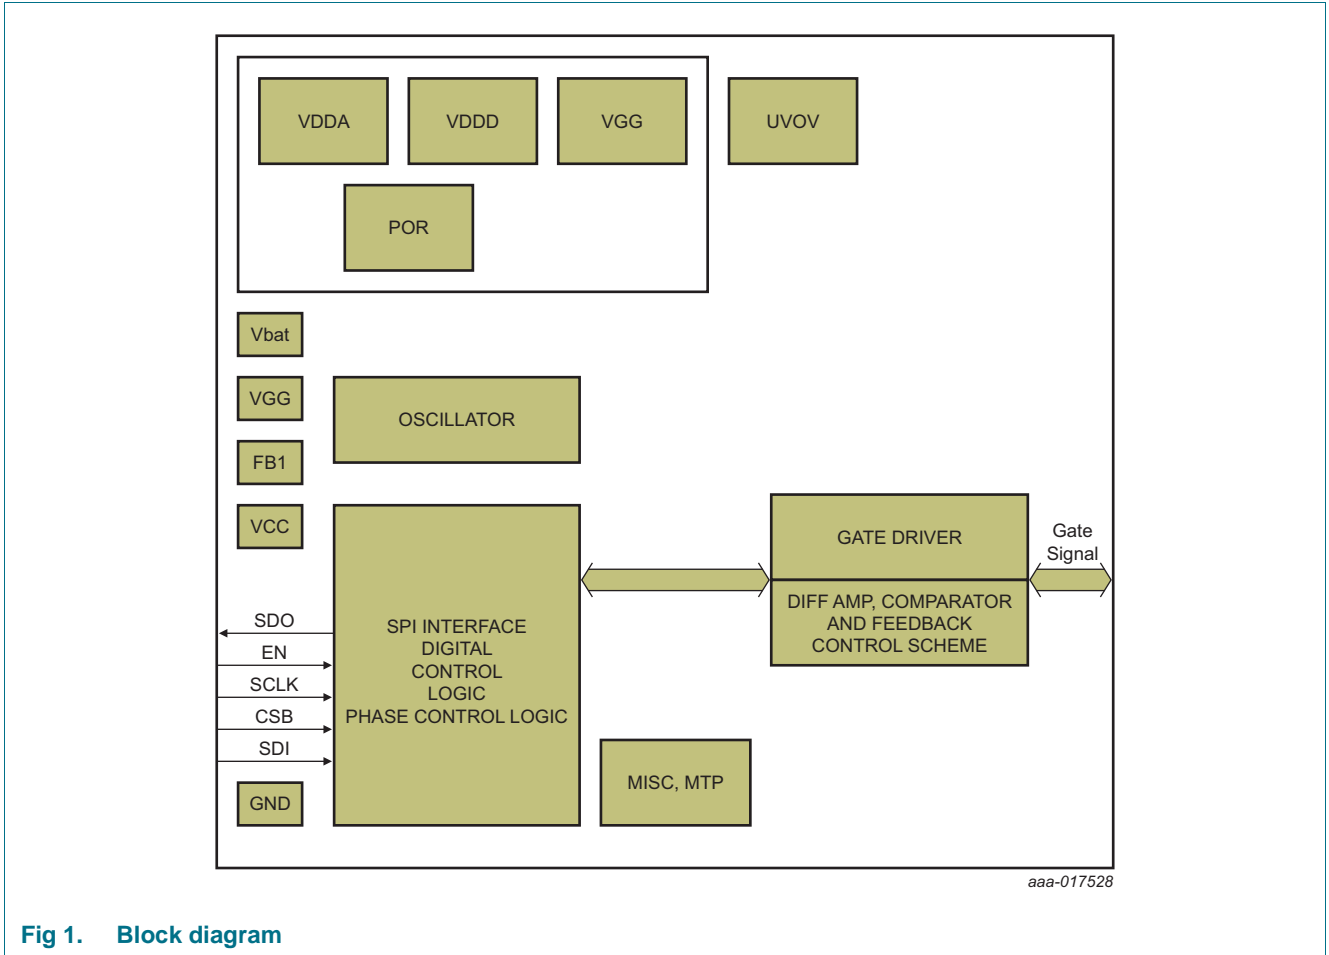 VDDA
VDDD
VGG
UVOV
POR
Vbat
VGG
OSCILLATOR
FB1
VCC
GATE DRIVER
Gate
Signal
DIFF AMP, COMPARATOR
AND FEEDBACK
CONTROL SCHEME
SDO
EN
SCLK
CSB
SDI
SPI INTERFACE
DIGITAL
CONTROL
LOGIC
PHASE CONTROL LOGIC
MISC, MTP
GND
aaa-017528
Fig 1. Block diagram